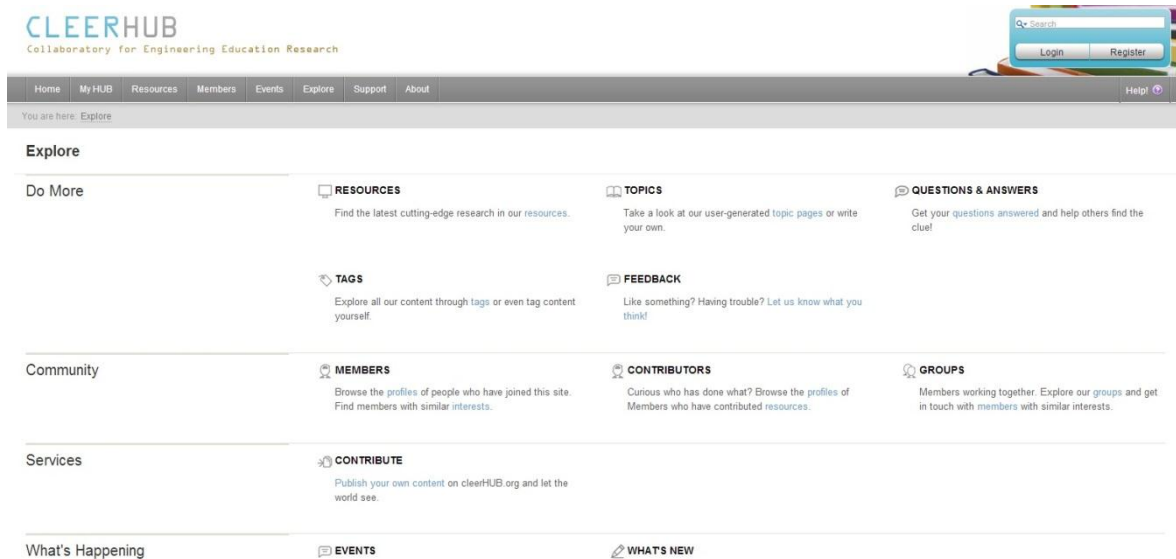 CLEERHUB
Collaboratory for Engineering Education Research
Search
Login Register
Home My HUB Resources Members Events Explore Support About Help! ?
You are here: Explore
Explore
Do More
RESOURCES
Find the latest cutting-edge research in our resources.
TOPICS
Take a look at our user-generated topic pages or write
your own.
QUESTIONS & ANSWERS
Get your questions answered and help others find the
clue!
TAGS
Explore all our content through tags or even tag content
yourself.
FEEDBACK
Like something? Having trouble? Let us know what you
think!
Community
MEMBERS
Browse the profiles of people who have joined this site.
Find members with similar interests.
CONTRIBUTORS
Curious who has done what? Browse the profiles of
Members who have contributed resources.
GROUPS
Members working together. Explore our groups and get
in touch with members with similar interests.
Services
CONTRIBUTE
Publish your own content on cleerHUB.org and let the
world see.
What's Happening
EVENTS
WHAT'S NEW